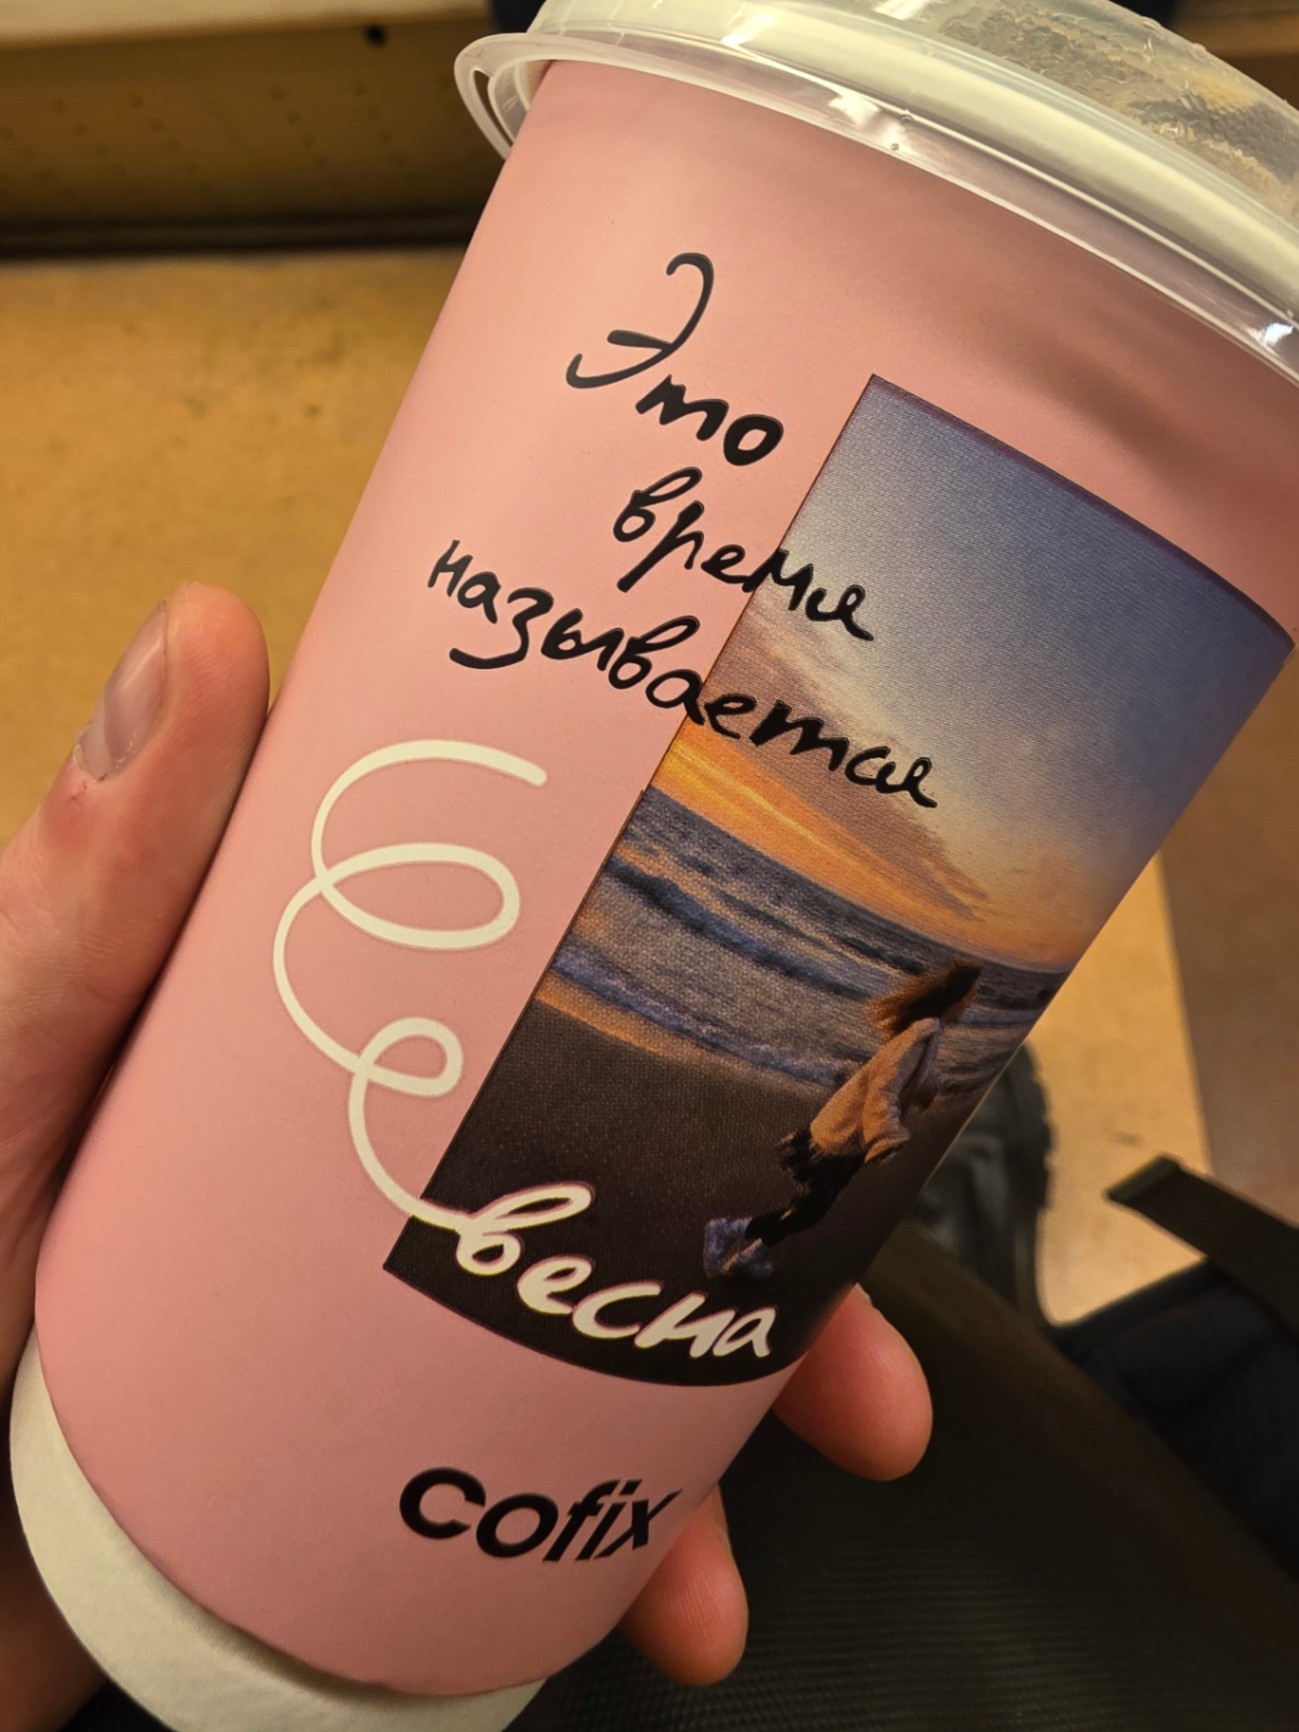 Это
время
называется
весна
cofix